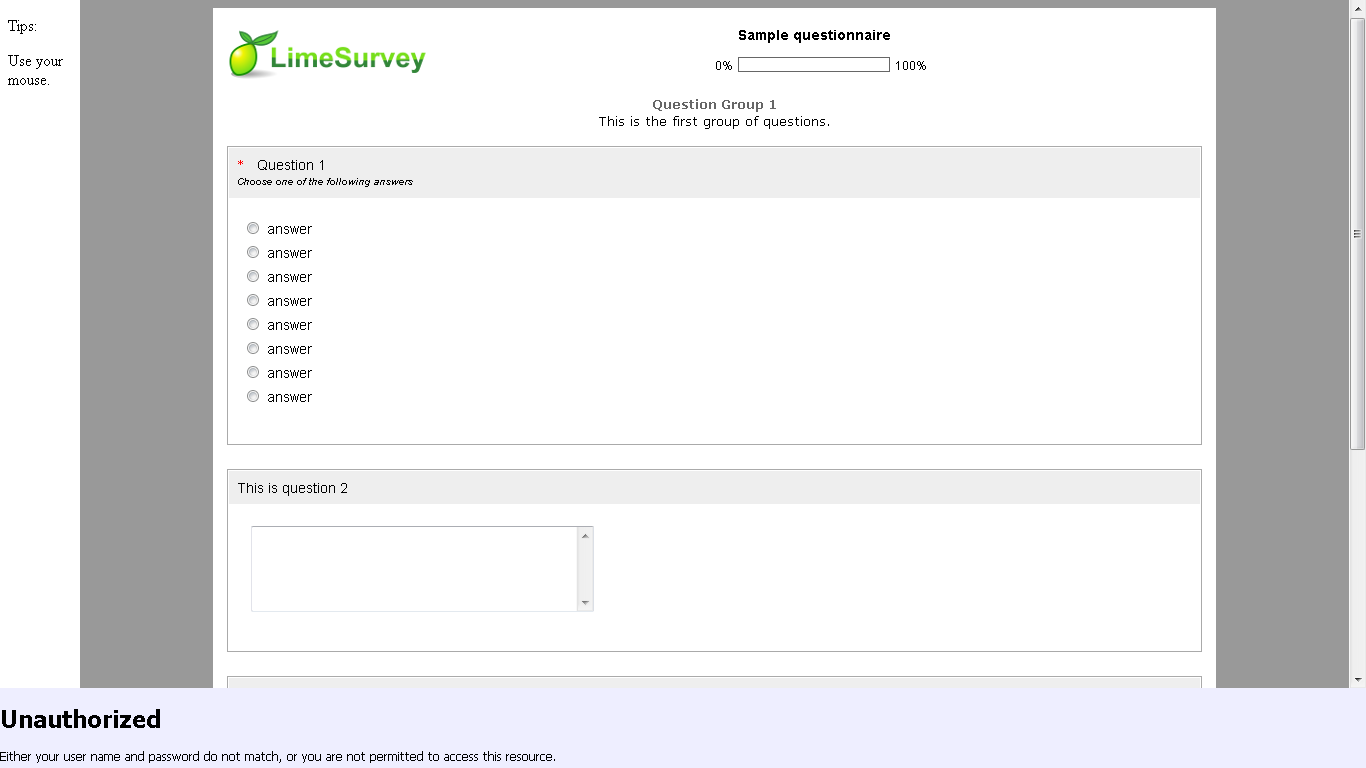 Tips:
Use your
mouse.
LimeSurvey
Sample questionnaire
0% 100%
Question Group 1
This is the first group of questions.
* Question 1
Choose one of the following answers
answer
answer
answer
answer
answer
answer
answer
answer
This is question 2
Unauthorized
Either your user name and password do not match, or you are not permitted to access this resource.